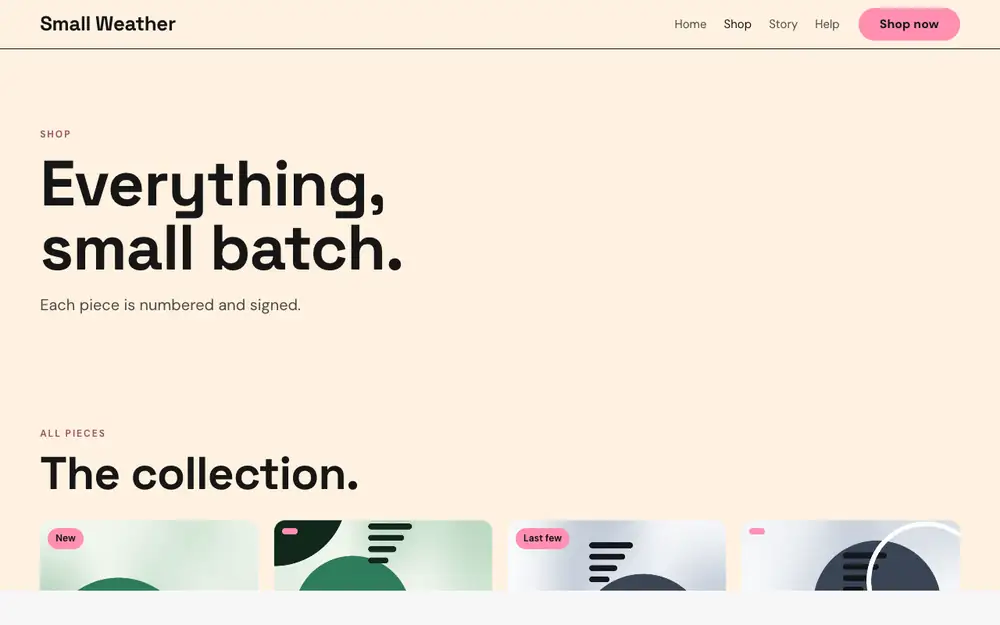 Small Weather
Home Shop Story Help Shop now
SHOP
Everything,
small batch.
Each piece is numbered and signed.
ALL PIECES
The collection.
New
Last few